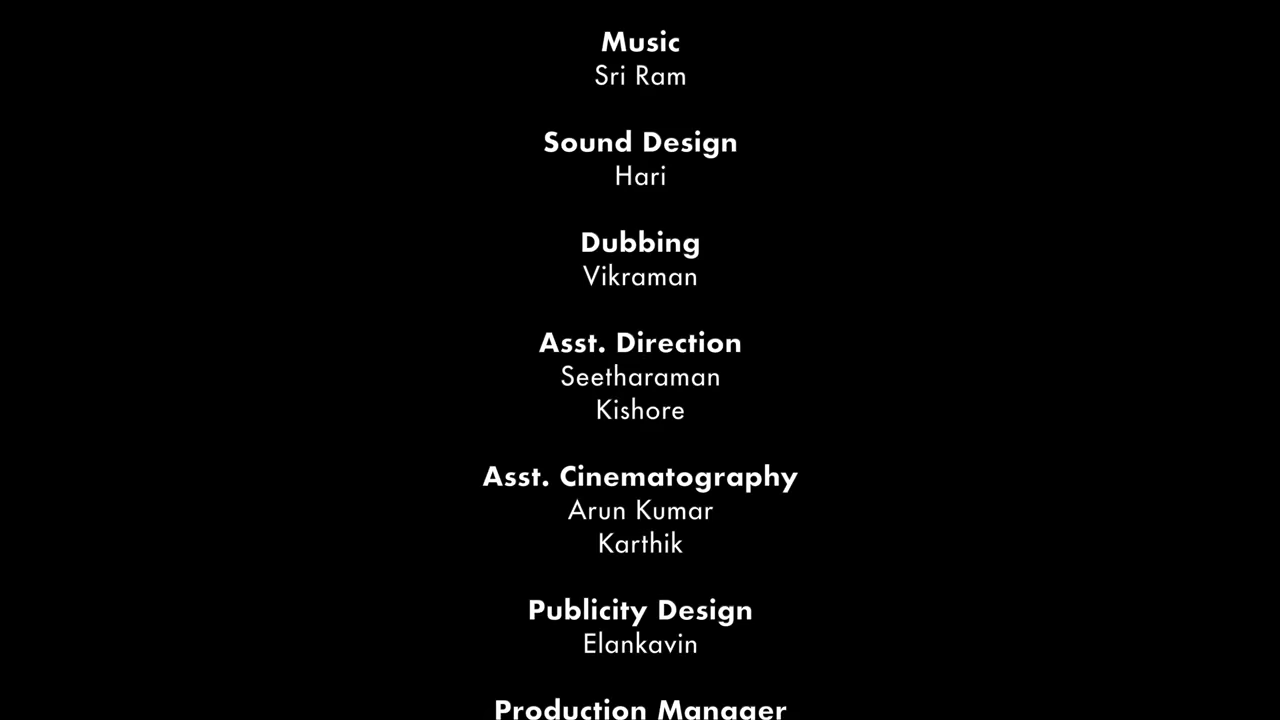 Music
Sri Ram
Sound Design
Hari
Dubbing
Vikraman
Asst. Direction
Seetharaman
Kishore
Asst. Cinematography
Arun Kumar
Karthik
Publicity Design
Elankavin
Production Manager